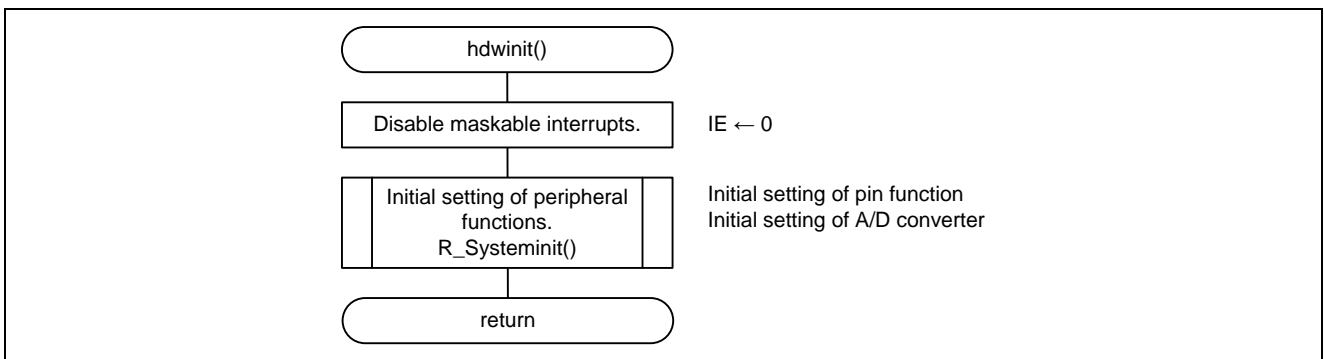 hdwinit()
Disable maskable interrupts.
IE ← 0
Initial setting of peripheral
functions.
R_Systeminit()
Initial setting of pin function
Initial setting of A/D converter
return